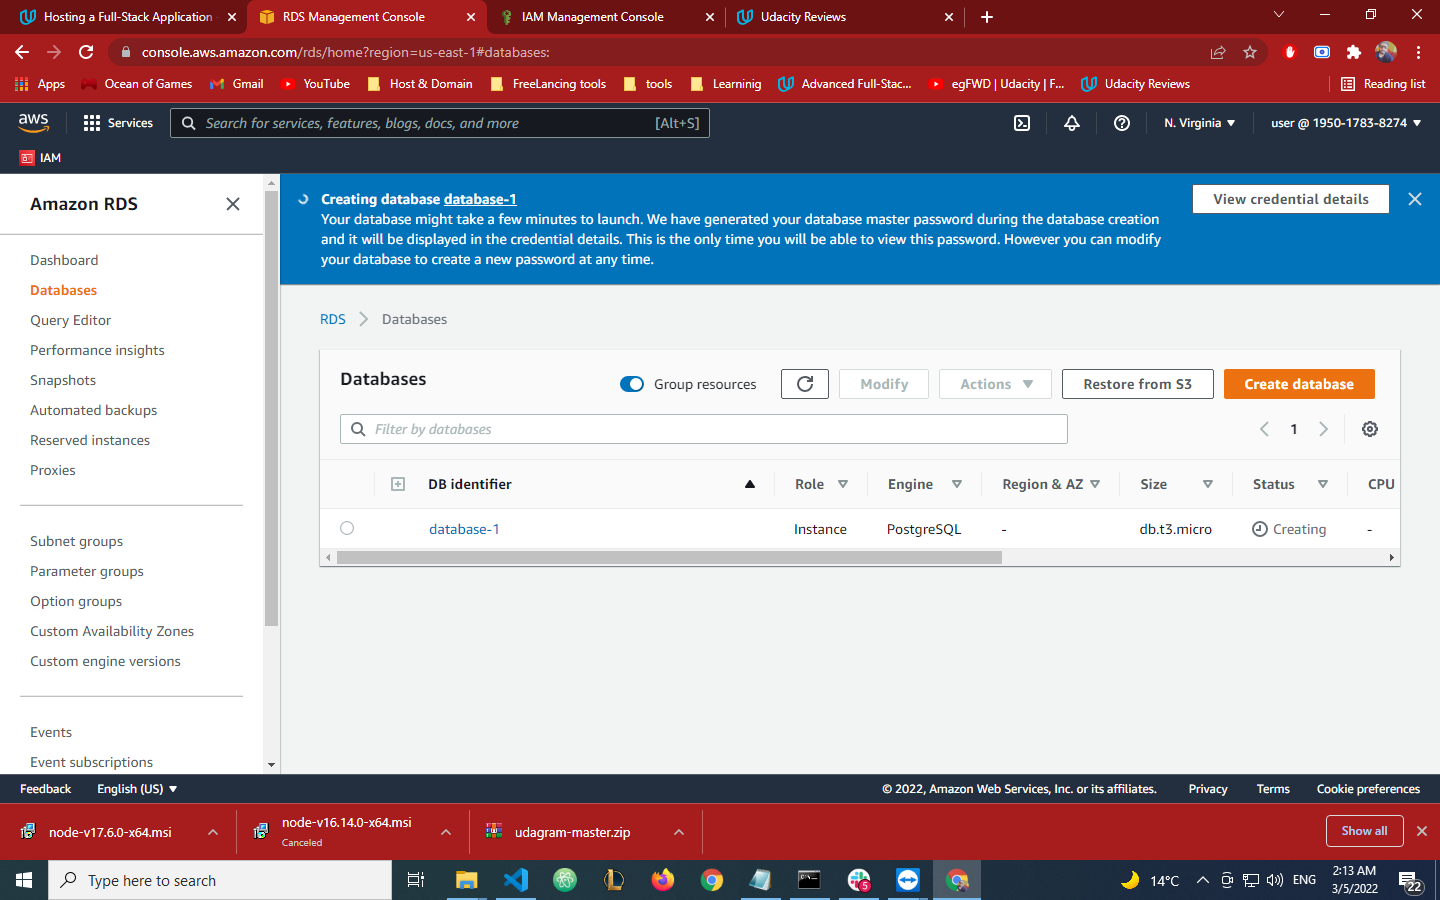 Hosting a Full-Stack Application
RDS Management Console
IAM Management Console
Udacity Reviews
console.aws.amazon.com/rds/home?region=us-east-1#databases:
Apps
Ocean of Games
Gmail
YouTube
Host & Domain
FreeLancing tools
tools
Learninig
Advanced Full-Stac...
egFWD | Udacity | F...
Udacity Reviews
Reading list
aws
Services
Search for services, features, blogs, docs, and more
[Alt+S]
N. Virginia
user @ 1950-1783-8274
IAM
Amazon RDS
Dashboard
Databases
Query Editor
Performance insights
Snapshots
Automated backups
Reserved instances
Proxies
Subnet groups
Parameter groups
Option groups
Custom Availability Zones
Custom engine versions
Events
Event subscriptions
Creating database database-1
Your database might take a few minutes to launch. We have generated your database master password during the database creation
and it will be displayed in the credential details. This is the only time you will be able to view this password. However you can modify
your database to create a new password at any time.
View credential details
RDS
Databases
Databases
Group resources
Modify
Actions
Restore from S3
Create database
Filter by databases
1
DB identifier
Role
Engine
Region & AZ
Size
Status
CPU
database-1
Instance
PostgreSQL
-
db.t3.micro
Creating
-
Feedback
English (US)
© 2022, Amazon Web Services, Inc. or its affiliates.
Privacy
Terms
Cookie preferences
node-v17.6.0-x64.msi
node-v16.14.0-x64.msi
Canceled
udagram-master.zip
Show all
Type here to search
5
14°C
ENG
2:13 AM
3/5/2022
22